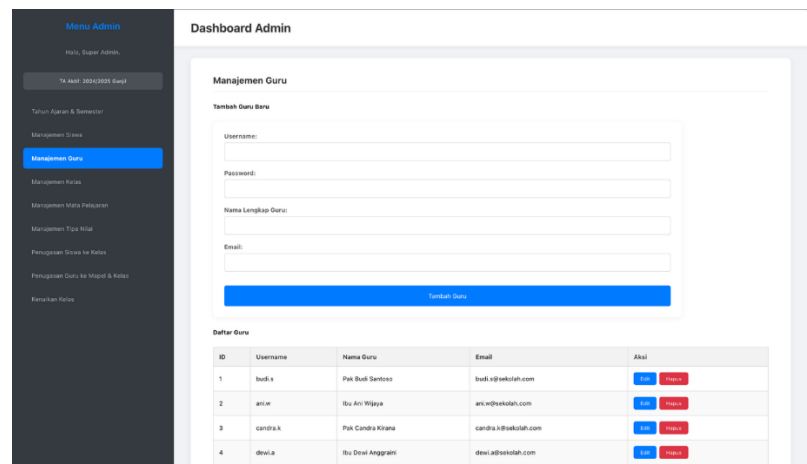 Menu Admin
Halo, Super Admin.
TA Aktif: 2024/2025 Ganjil
Tahun Ajaran & Semester
Manajemen Siswa
Manajemen Guru
Manajemen Kelas
Manajemen Mata Pelajaran
Manajemen Tipe Nilai
Penugasan Siswa ke Kelas
Penugasan Guru ke Mapel & Kelas
Kenaikan Kelas
Dashboard Admin
Manajemen Guru
Tambah Guru Baru
Username:
Password:
Nama Lengkap Guru:
Email:
Tambah Guru
Daftar Guru
ID Username Nama Guru Email Aksi
1 budi.s Pak Budi Santoso budi.s@sekolah.com Edit Hapus
2 ani.w Ibu Ani Wijaya ani.w@sekolah.com Edit Hapus
3 candra.k Pak Candra Kirana candra.k@sekolah.com Edit Hapus
4 dewi.a Ibu Dewi Anggraini dewi.a@sekolah.com Edit Hapus